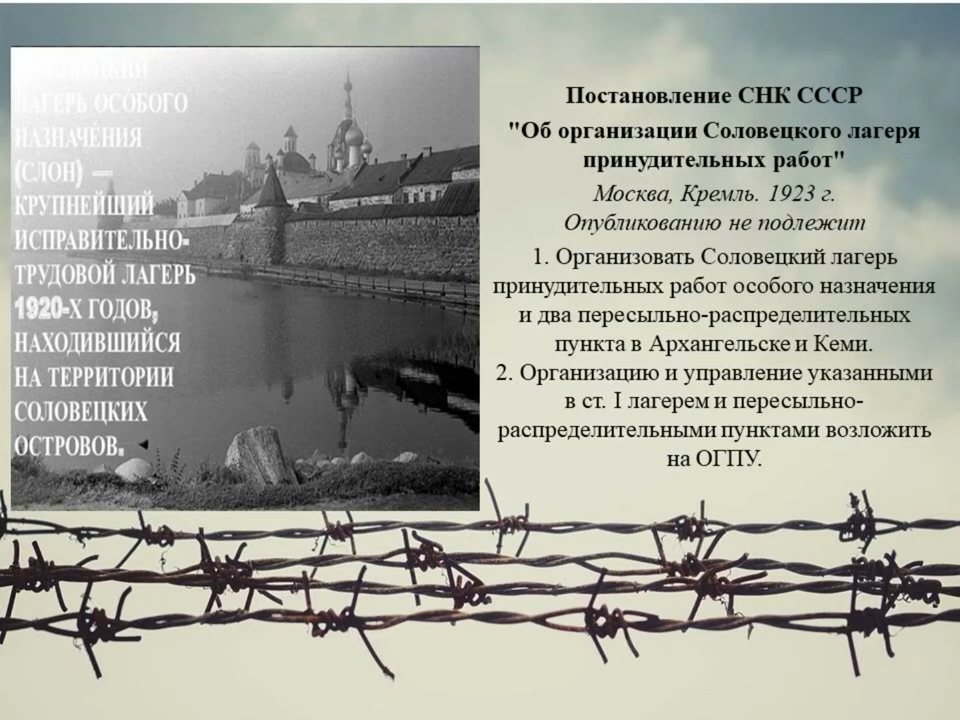 ЛАГЕРЬ ОСОБОГО
НАЗНАЧЕ́НИЯ
(СЛОН) —
КРУПНЕЙШИЙ
ИСПРАВИТЕЛЬНО-
ТРУДОВОЙ ЛАГЕРЬ
1920-Х ГОДОВ,
НАХОДИВШИЙСЯ
НА ТЕРРИТОРИИ
СОЛОВЕЦКИХ
ОСТРОВОВ.
Постановление СНК СССР
"Об организации Соловецкого лагеря
принудительных работ"
Москва, Кремль. 1923 г.
Опубликованию не подлежит
1. Организовать Соловецкий лагерь
принудительных работ особого назначения
и два пересыльно-распределительных
пункта в Архангельске и Кеми.
2. Организацию и управление указанными
в ст. I лагерем и пересыльно-
распределительными пунктами возложить
на ОГПУ.